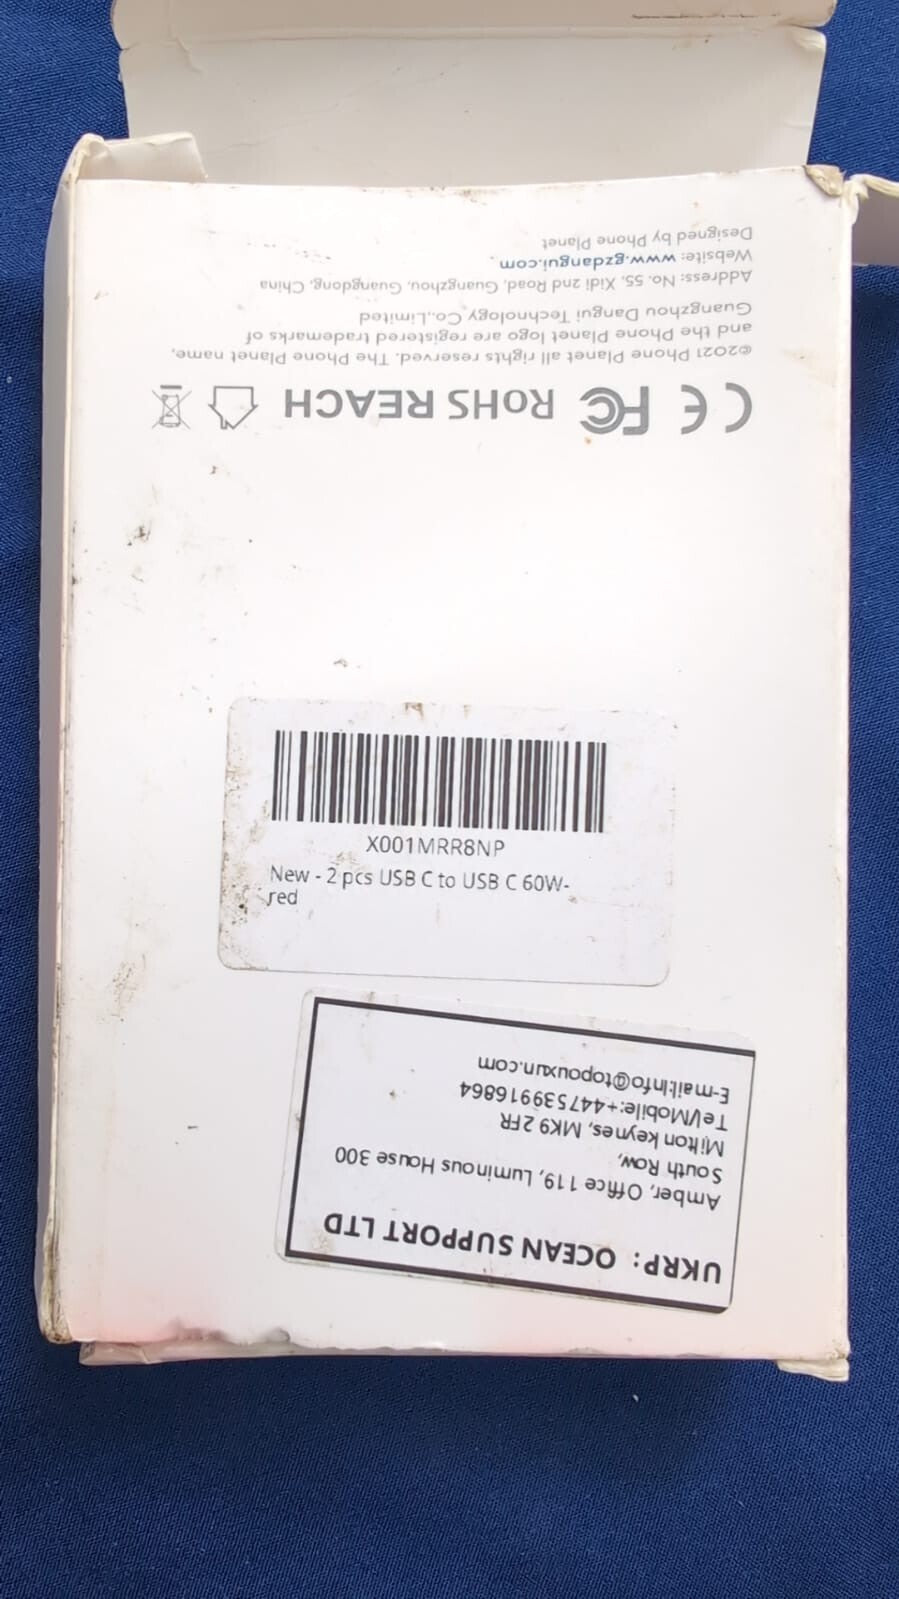 CE FC RoHS REACH
©2021 Phone Planet all rights reserved. The Phone Planet name,
and the Phone Planet logo are registered trademarks of
Guangzhou Dangui Technology Co.,Limited
Address: No. 55, Xidi 2nd Road, Guangzhou, Guangdong, China
Website: www.gzdangui.com
Designed by Phone Planet
X001MRR8NP
New - 2 pcs USB C to USB C 60W-
red
UKRP: OCEAN SUPPORT LTD
Amber, Office 119, Luminous House 300
South Row,
Milton keynes, MK9 2FR
Tel/Mobile:+447539916864
E-mail:Info@topouxun.com